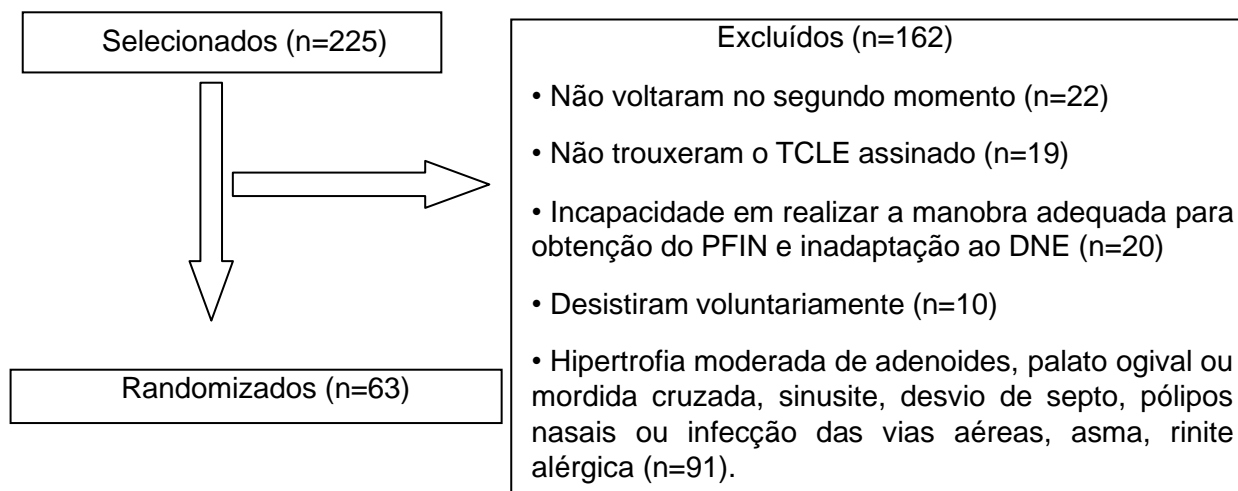 Selecionados (n=225)
Excluídos (n=162)
• Não voltaram no segundo momento (n=22)
• Não trouxeram o TCLE assinado (n=19)
• Incapacidade em realizar a manobra adequada para
obtenção do PFIN e inadaptação ao DNE (n=20)
• Desistiram voluntariamente (n=10)
• Hipertrofia moderada de adenoides, palato ogival ou
mordida cruzada, sinusite, desvio de septo, pólipos
nasais ou infecção das vias aéreas, asma, rinite
alérgica (n=91).
Randomizados (n=63)